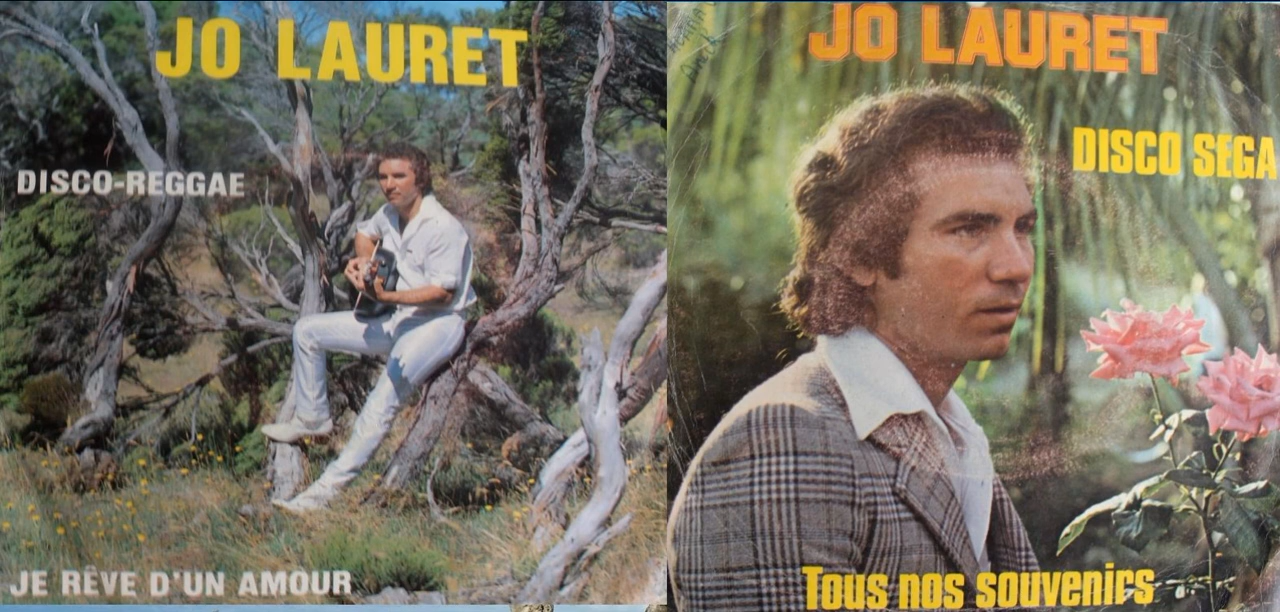 JO LAURET
DISCO-REGGAE
JE RÊVE D'UN AMOUR
JO LAURET
DISCO SEGA
Tous nos souvenirs